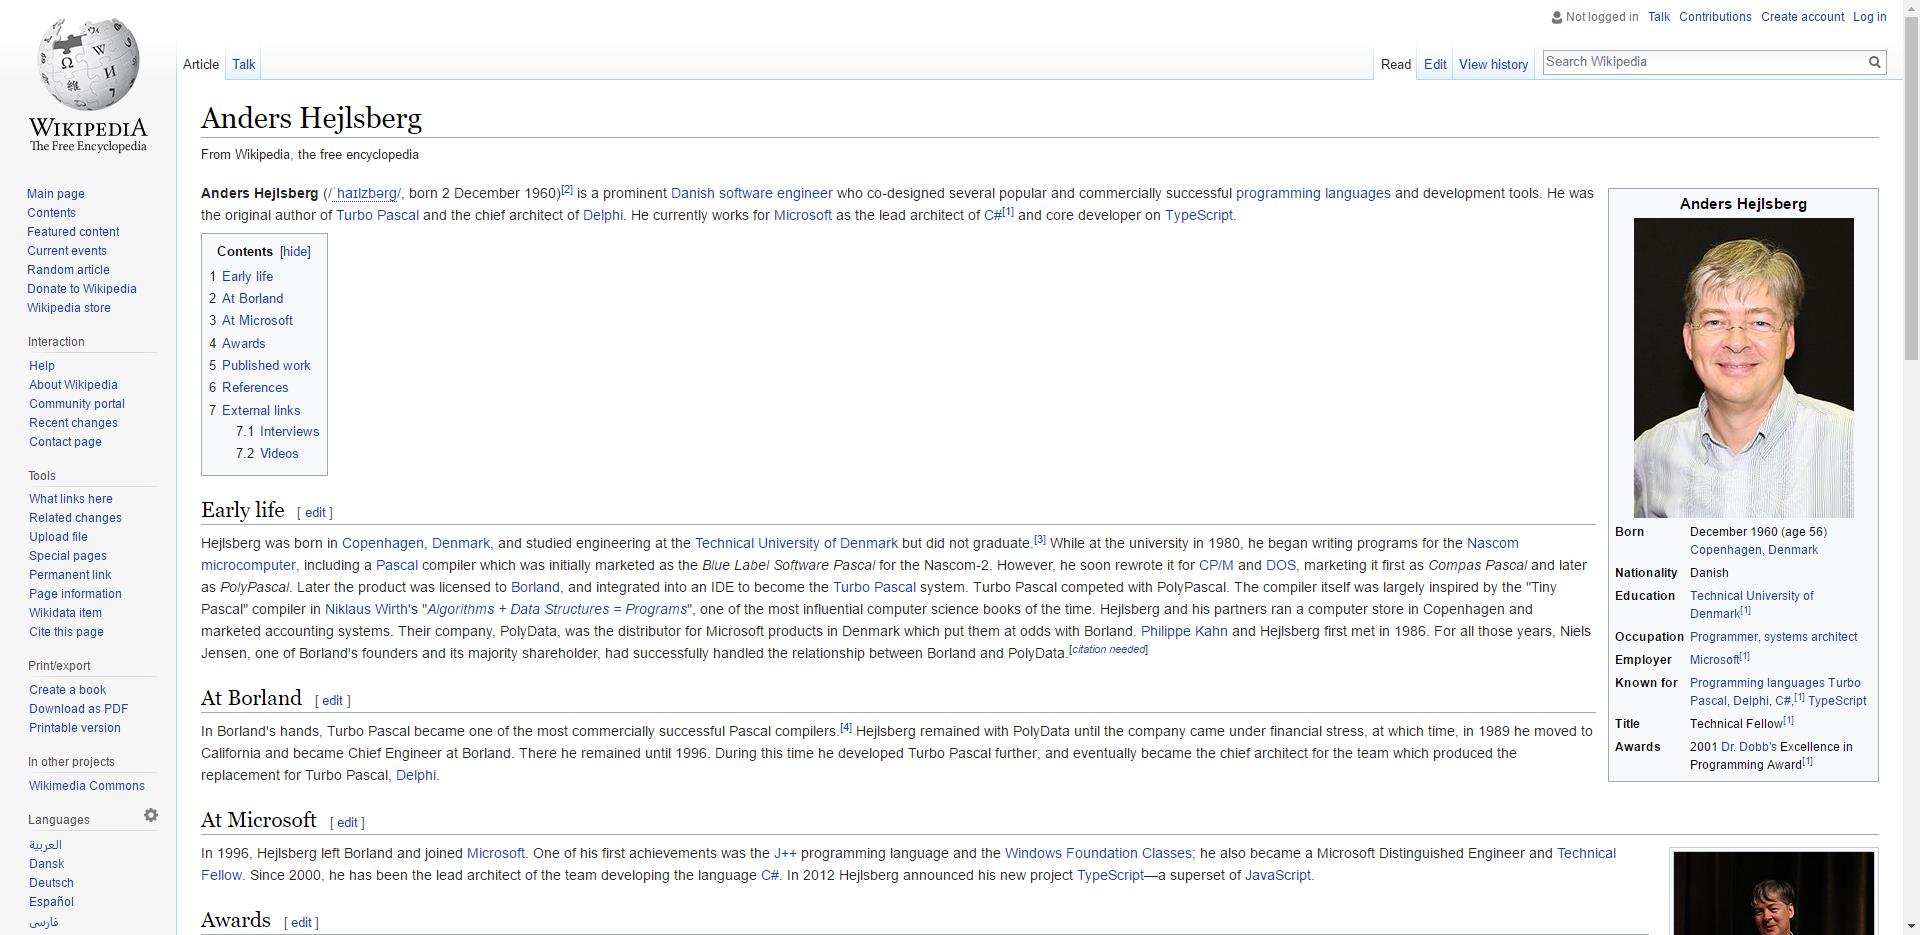 Not logged in Talk Contributions Create account Log in
Article Talk
Read Edit View history Search Wikipedia
WIKIPEDIA
The Free Encyclopedia
Main page
Contents
Featured content
Current events
Random article
Donate to Wikipedia
Wikipedia store
Interaction
Help
About Wikipedia
Community portal
Recent changes
Contact page
Tools
What links here
Related changes
Upload file
Special pages
Permanent link
Page information
Wikidata item
Cite this page
Print/export
Create a book
Download as PDF
Printable version
In other projects
Wikimedia Commons
Languages
العربية
Dansk
Deutsch
Español
فارسی
Anders Hejlsberg
From Wikipedia, the free encyclopedia
Anders Hejlsberg (/ˈhaɪlzbərɡ/, born 2 December 1960)[2] is a prominent Danish software engineer who co-designed several popular and commercially successful programming languages and development tools. He was
the original author of Turbo Pascal and the chief architect of Delphi. He currently works for Microsoft as the lead architect of C#[1] and core developer on TypeScript.
Contents [hide]
1 Early life
2 At Borland
3 At Microsoft
4 Awards
5 Published work
6 References
7 External links
7.1 Interviews
7.2 Videos
Early life [ edit ]
Hejlsberg was born in Copenhagen, Denmark, and studied engineering at the Technical University of Denmark but did not graduate.[3] While at the university in 1980, he began writing programs for the Nascom
microcomputer, including a Pascal compiler which was initially marketed as the Blue Label Software Pascal for the Nascom-2. However, he soon rewrote it for CP/M and DOS, marketing it first as Compas Pascal and later
as PolyPascal. Later the product was licensed to Borland, and integrated into an IDE to become the Turbo Pascal system. Turbo Pascal competed with PolyPascal. The compiler itself was largely inspired by the "Tiny
Pascal" compiler in Niklaus Wirth's "Algorithms + Data Structures = Programs", one of the most influential computer science books of the time. Hejlsberg and his partners ran a computer store in Copenhagen and
marketed accounting systems. Their company, PolyData, was the distributor for Microsoft products in Denmark which put them at odds with Borland. Philippe Kahn and Hejlsberg first met in 1986. For all those years, Niels
Jensen, one of Borland's founders and its majority shareholder, had successfully handled the relationship between Borland and PolyData.[citation needed]
At Borland [ edit ]
In Borland's hands, Turbo Pascal became one of the most commercially successful Pascal compilers.[4] Hejlsberg remained with PolyData until the company came under financial stress, at which time, in 1989 he moved to
California and became Chief Engineer at Borland. There he remained until 1996. During this time he developed Turbo Pascal further, and eventually became the chief architect for the team which produced the
replacement for Turbo Pascal, Delphi.
At Microsoft [ edit ]
In 1996, Hejlsberg left Borland and joined Microsoft. One of his first achievements was the J++ programming language and the Windows Foundation Classes; he also became a Microsoft Distinguished Engineer and Technical
Fellow. Since 2000, he has been the lead architect of the team developing the language C#. In 2012 Hejlsberg announced his new project TypeScript—a superset of JavaScript.
Awards [ edit ]
Anders Hejlsberg
Born December 1960 (age 56)
Copenhagen, Denmark
Nationality Danish
Education Technical University of
Denmark[1]
Occupation Programmer, systems architect
Employer Microsoft[1]
Known for Programming languages Turbo
Pascal, Delphi, C#,[1] TypeScript
Title Technical Fellow[1]
Awards 2001 Dr. Dobb's Excellence in
Programming Award[1]